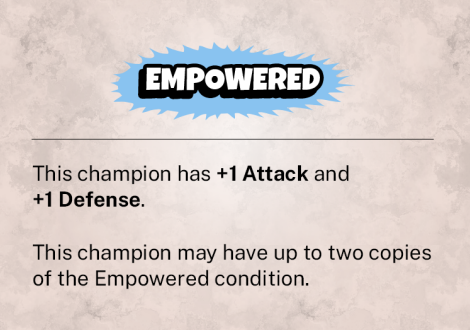 EMPOWERED
This champion has +1 Attack and
+1 Defense.
This champion may have up to two copies
of the Empowered condition.